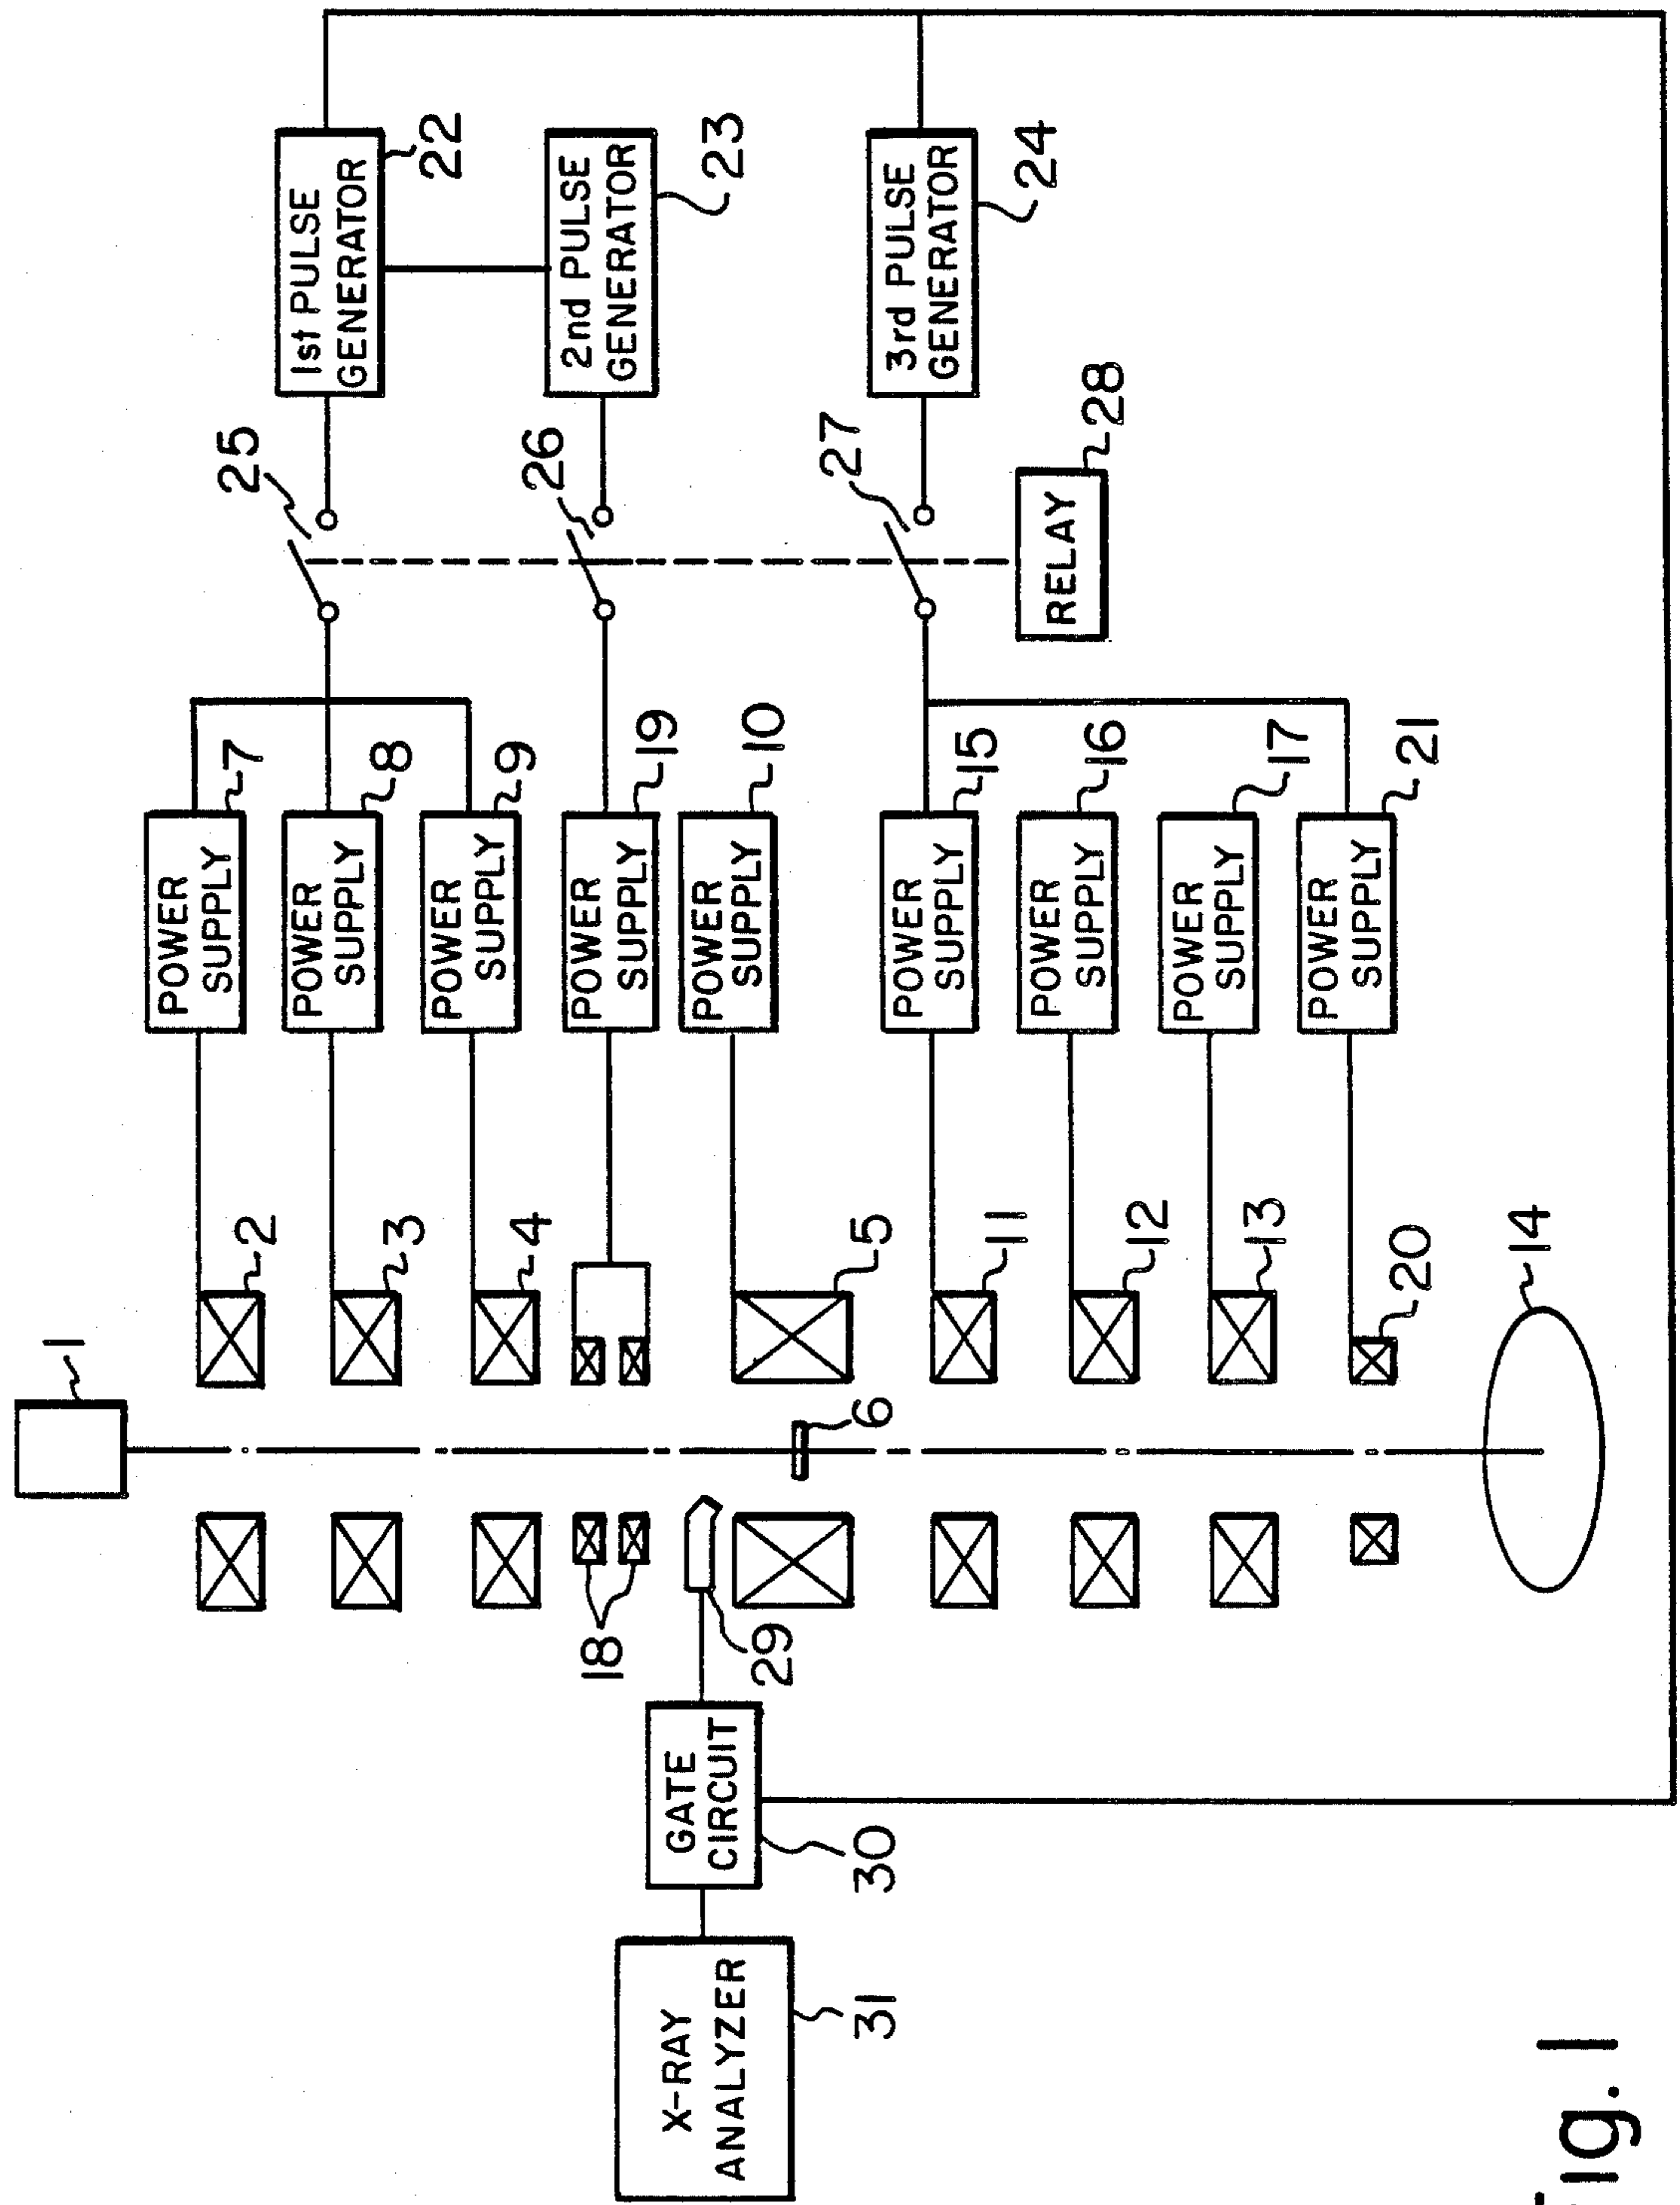 1
2
3
4
18
5
6
29
11
12
13
20
14
X-RAY
ANALYZER
31
GATE
CIRCUIT
30
POWER
SUPPLY
7
POWER
SUPPLY
8
POWER
SUPPLY
9
POWER
SUPPLY
19
POWER
SUPPLY
10
POWER
SUPPLY
15
POWER
SUPPLY
16
POWER
SUPPLY
17
POWER
SUPPLY
21
25
26
27
RELAY
28
1st PULSE
GENERATOR
22
2nd PULSE
GENERATOR
23
3rd PULSE
GENERATOR
24
Fig. 1